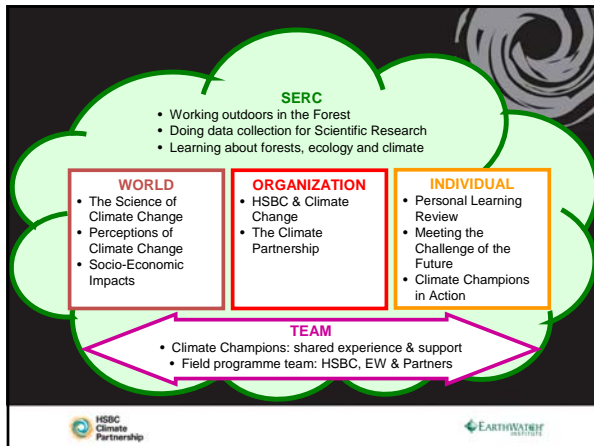 SERC
• Working outdoors in the Forest
• Doing data collection for Scientific Research
• Learning about forests, ecology and climate
WORLD
• The Science of
Climate Change
• Perceptions of
Climate Change
• Socio-Economic
Impacts
ORGANIZATION
• HSBC & Climate
Change
• The Climate
Partnership
INDIVIDUAL
• Personal Learning
Review
• Meeting the
Challenge of the
Future
• Climate Champions
in Action
TEAM
• Climate Champions: shared experience & support
• Field programme team: HSBC, EW & Partners
HSBC
Climate
Partnership
EARTHWATCH
INSTITUTE